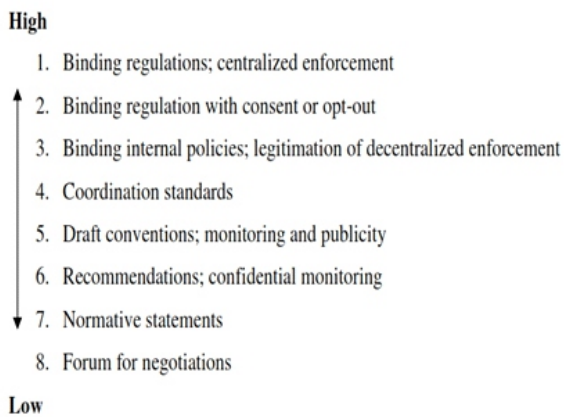 High
1. Binding regulations; centralized enforcement
2. Binding regulation with consent or opt-out
3. Binding internal policies; legitimation of decentralized enforcement
4. Coordination standards
5. Draft conventions; monitoring and publicity
6. Recommendations; confidential monitoring
7. Normative statements
8. Forum for negotiations
Low